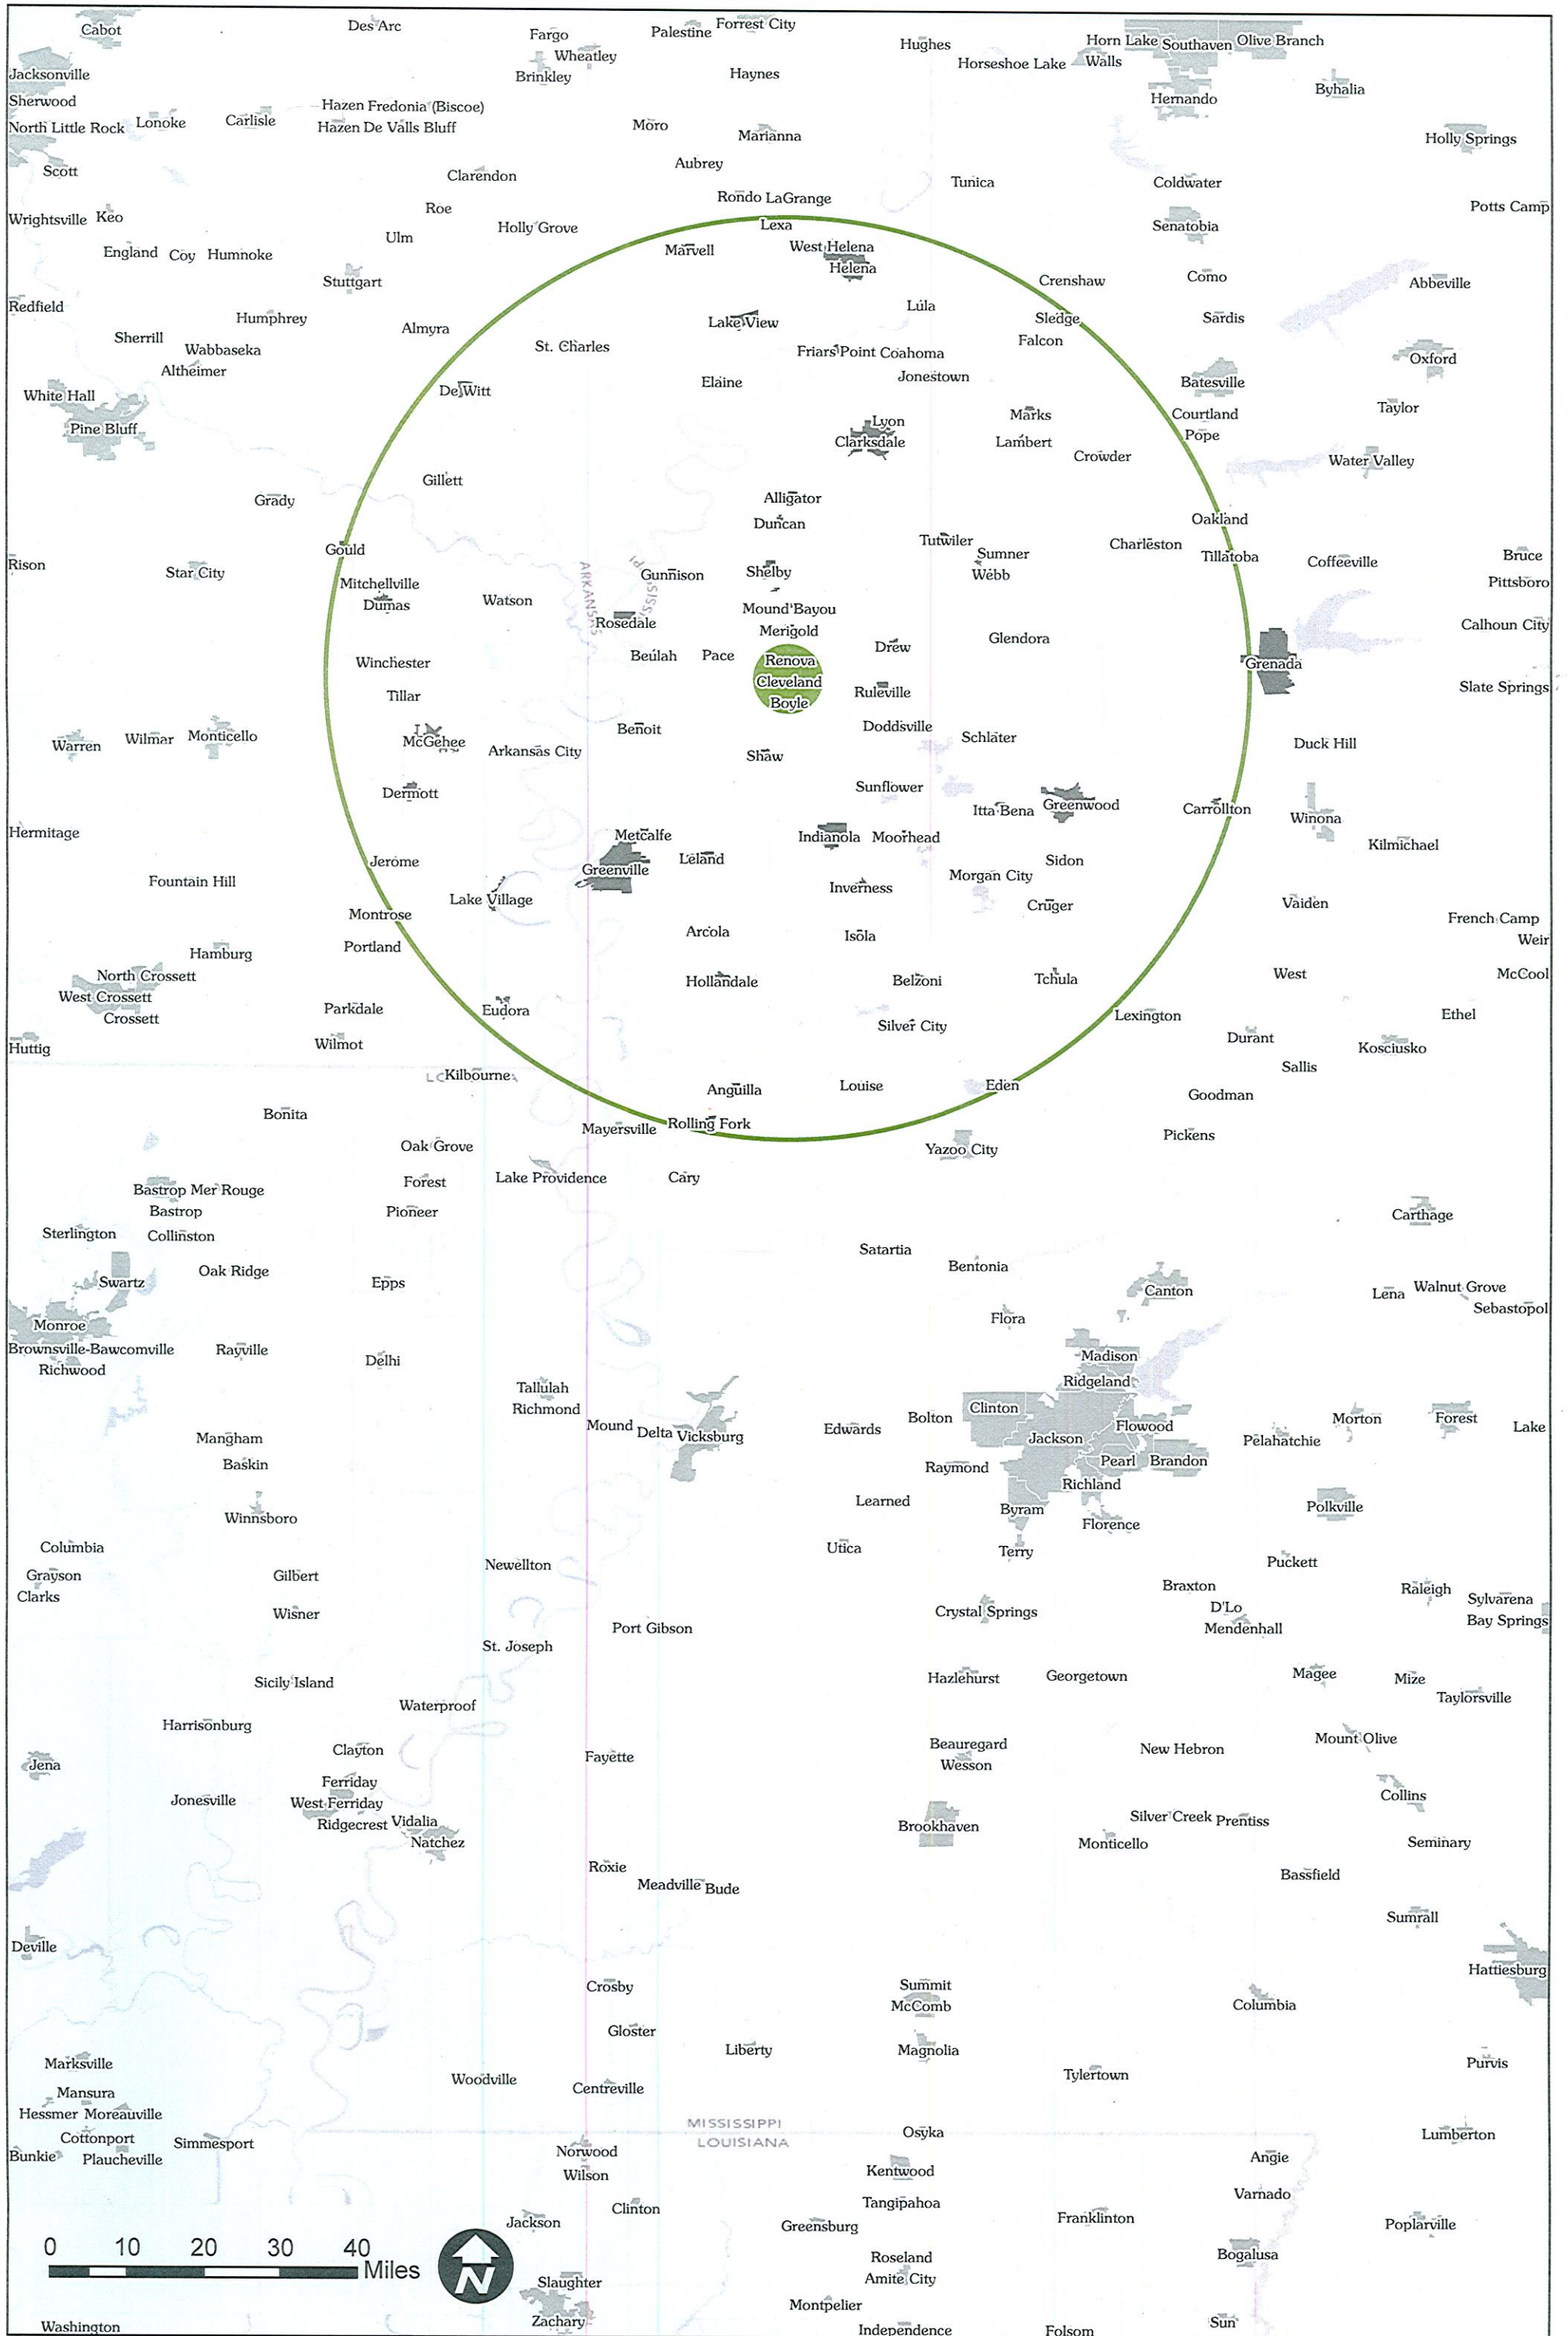 Cabot
Des Arc
Fargo
Palestine
Forrest City
Hughes
Horn Lake
Southaven
Olive Branch
Wheatley
Horseshoe Lake
Walls
Jacksonville
Brinkley
Haynes
Hernando
Byhalia
Sherwood
Hazen Fredonia (Biscoe)
North Little Rock
Lonoke
Carlisle
Hazen De Valls Bluff
Moro
Marianna
Holly Springs
Scott
Clarendon
Aubrey
Tunica
Coldwater
Rondo LaGrange
Wrightsville
Keo
Roe
Holly Grove
Lexa
Senatobia
Potts Camp
England
Coy
Humnoke
Ulm
Marvell
West Helena
Helena
Stuttgart
Crenshaw
Como
Abbeville
Redfield
Humphrey
Lula
Sledge
Sardis
Sherrill
Almyra
Lake View
Falcon
Wabbaseka
St. Charles
Friars Point Coahoma
Oxford
Altheimer
Elaine
Jonestown
Batesville
White Hall
DeWitt
Taylor
Pine Bluff
Lyon
Marks
Courtland
Clarksdale
Lambert
Pope
Crowder
Water Valley
Gillett
Grady
Alligator
Duncan
Oakland
Gould
Tutwiler
Charleston
Tillatoba
Rison
Star City
Sumner
Coffeeville
Bruce
Mitchellville
Gunnison
Shelby
Webb
Pittsboro
Dumas
Watson
ARKANSAS
MISSISSIPPI
Rosedale
Mound Bayou
Calhoun City
Merigold
Glendora
Winchester
Beulah
Pace
Renova
Drew
Grenada
Tillar
Cleveland
Ruleville
Slate Springs
Boyle
Warren
Wilmar
Monticello
McGehee
Arkansas City
Benoit
Doddsville
Schlater
Duck Hill
Shaw
Dermott
Sunflower
Itta Bena
Greenwood
Carrollton
Winona
Hermitage
Metcalfe
Indianola
Moorhead
Kilmichael
Jerome
Greenville
Leland
Sidon
Fountain Hill
Lake Village
Inverness
Morgan City
Montrose
Cruger
Vaiden
French Camp
Portland
Arcola
Isola
Weir
Hamburg
North Crossett
Hollandale
Belzoni
Tchula
West
McCool
West Crossett
Crossett
Parkdale
Eudora
Silver City
Lexington
Ethel
Huttig
Wilmot
Durant
Kosciusko
Kilbourne
Sallis
Bonita
Anguilla
Louise
Eden
Goodman
Mayersville
Rolling Fork
Oak Grove
Yazoo City
Pickens
Bastrop Mer Rouge
Forest
Lake Providence
Cary
Bastrop
Pioneer
Carthage
Sterlington
Collinston
Satartia
Bentonia
Swartz
Oak Ridge
Epps
Canton
Lena
Walnut Grove
Sebastopol
Monroe
Flora
Brownsville-Bawcomville
Rayville
Delhi
Madison
Richwood
Ridgeland
Tallulah
Richmond
Mound
Delta
Vicksburg
Edwards
Bolton
Clinton
Flowood
Morton
Forest
Lake
Mangham
Jackson
Pelahatchie
Baskin
Raymond
Pearl
Brandon
Richland
Winnsboro
Learned
Byram
Florence
Polkville
Columbia
Utica
Terry
Grayson
Gilbert
Newellton
Puckett
Clarks
Braxton
Raleigh
Sylvarena
Wisner
Crystal Springs
D'Lo
Bay Springs
Port Gibson
Mendenhall
St. Joseph
Sicily Island
Hazlehurst
Georgetown
Magee
Mize
Waterproof
Taylorsville
Harrisonburg
Clayton
Fayette
Beauregard
New Hebron
Mount Olive
Jena
Wesson
Ferriday
Jonesville
West Ferriday
Collins
Ridgecrest
Vidalia
Brookhaven
Silver Creek
Prentiss
Natchez
Monticello
Seminary
Roxie
Meadville
Bude
Bassfield
Sumrall
Deville
Hattiesburg
Crosby
Summit
McComb
Columbia
Gloster
Liberty
Magnolia
Marksville
Purvis
Woodville
Centreville
Tylertown
Mansura
Hessmer
Moreauville
MISSISSIPPI
Cottonport
Simmesport
LOUISIANA
Osyka
Lumberton
Bunkie
Plaucheville
Norwood
Angie
Wilson
Kentwood
Varnado
Clinton
Tangipahoa
Jackson
Greensburg
Franklinton
Poplarville
0 10 20 30 40
Miles
N
Roseland
Bogalusa
Slaughter
Amite City
Montpelier
Zachary
Sun
Washington
Independence
Folsom